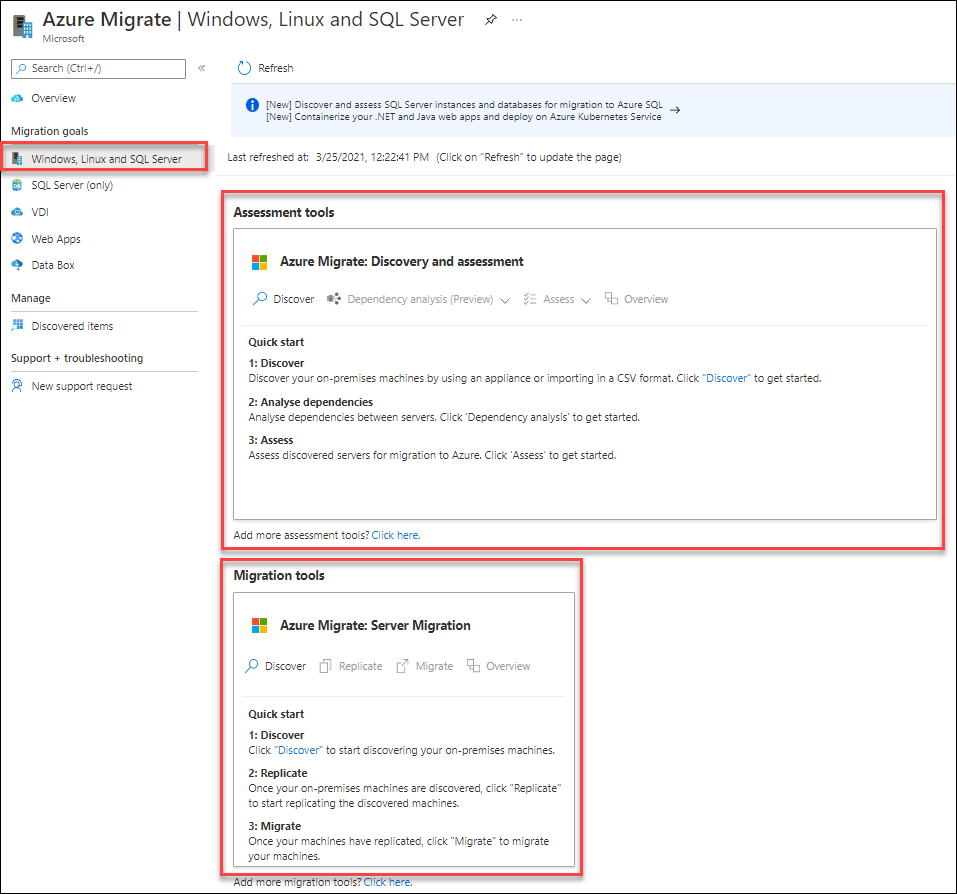 Azure Migrate | Windows, Linux and SQL Server ...
Microsoft
Search (Ctrl+/) «
Overview
Migration goals
Windows, Linux and SQL Server
SQL Server (only)
VDI
Web Apps
Data Box
Manage
Discovered items
Support + troubleshooting
New support request
Refresh
[New] Discover and assess SQL Server instances and databases for migration to Azure SQL
[New] Containerize your .NET and Java web apps and deploy on Azure Kubernetes Service →
Last refreshed at: 3/25/2021, 12:22:41 PM (Click on "Refresh" to update the page)
Assessment tools
Azure Migrate: Discovery and assessment
Discover Dependency analysis (Preview) Assess Overview
Quick start
1: Discover
Discover your on-premises machines by using an appliance or importing in a CSV format. Click "Discover" to get started.
2: Analyse dependencies
Analyse dependencies between servers. Click 'Dependency analysis' to get started.
3: Assess
Assess discovered servers for migration to Azure. Click 'Assess' to get started.
Add more assessment tools? Click here.
Migration tools
Azure Migrate: Server Migration
Discover Replicate Migrate Overview
Quick start
1: Discover
Click "Discover" to start discovering your on-premises machines.
2: Replicate
Once your on-premises machines are discovered, click "Replicate"
to start replicating the discovered machines.
3: Migrate
Once your machines have replicated, click "Migrate" to migrate
your machines.
Add more migration tools? Click here.